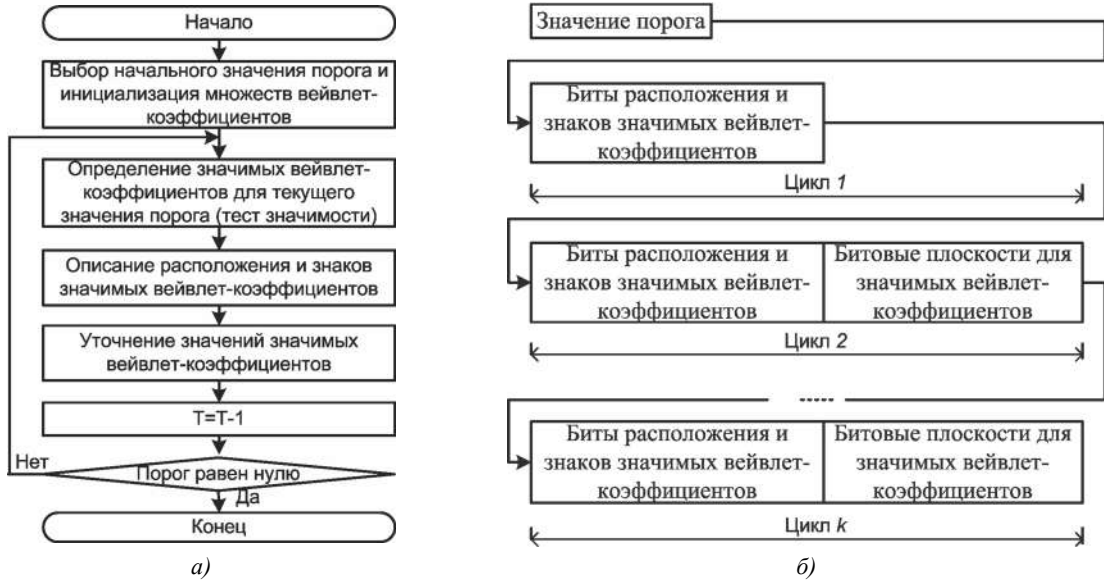 Начало
Выбор начального значения порога и
инициализация множеств вейвлет-
коэффициентов
Определение значимых вейвлет-
коэффициентов для текущего
значения порога (тест значимости)
Описание расположения и знаков
значимых вейвлет-коэффициентов
Уточнение значений значимых
вейвлет-коэффициентов
T=T-1
Нет
Порог равен нулю
Да
Конец
а)
Значение порога
Биты расположения и
знаков значимых вейвлет-
коэффициентов
Цикл 1
Биты расположения и
знаков значимых вейвлет-
коэффициентов
Битовые плоскости для
значимых вейвлет-
коэффициентов
Цикл 2
Биты расположения и
знаков значимых вейвлет-
коэффициентов
Битовые плоскости для
значимых вейвлет-
коэффициентов
Цикл k
б)